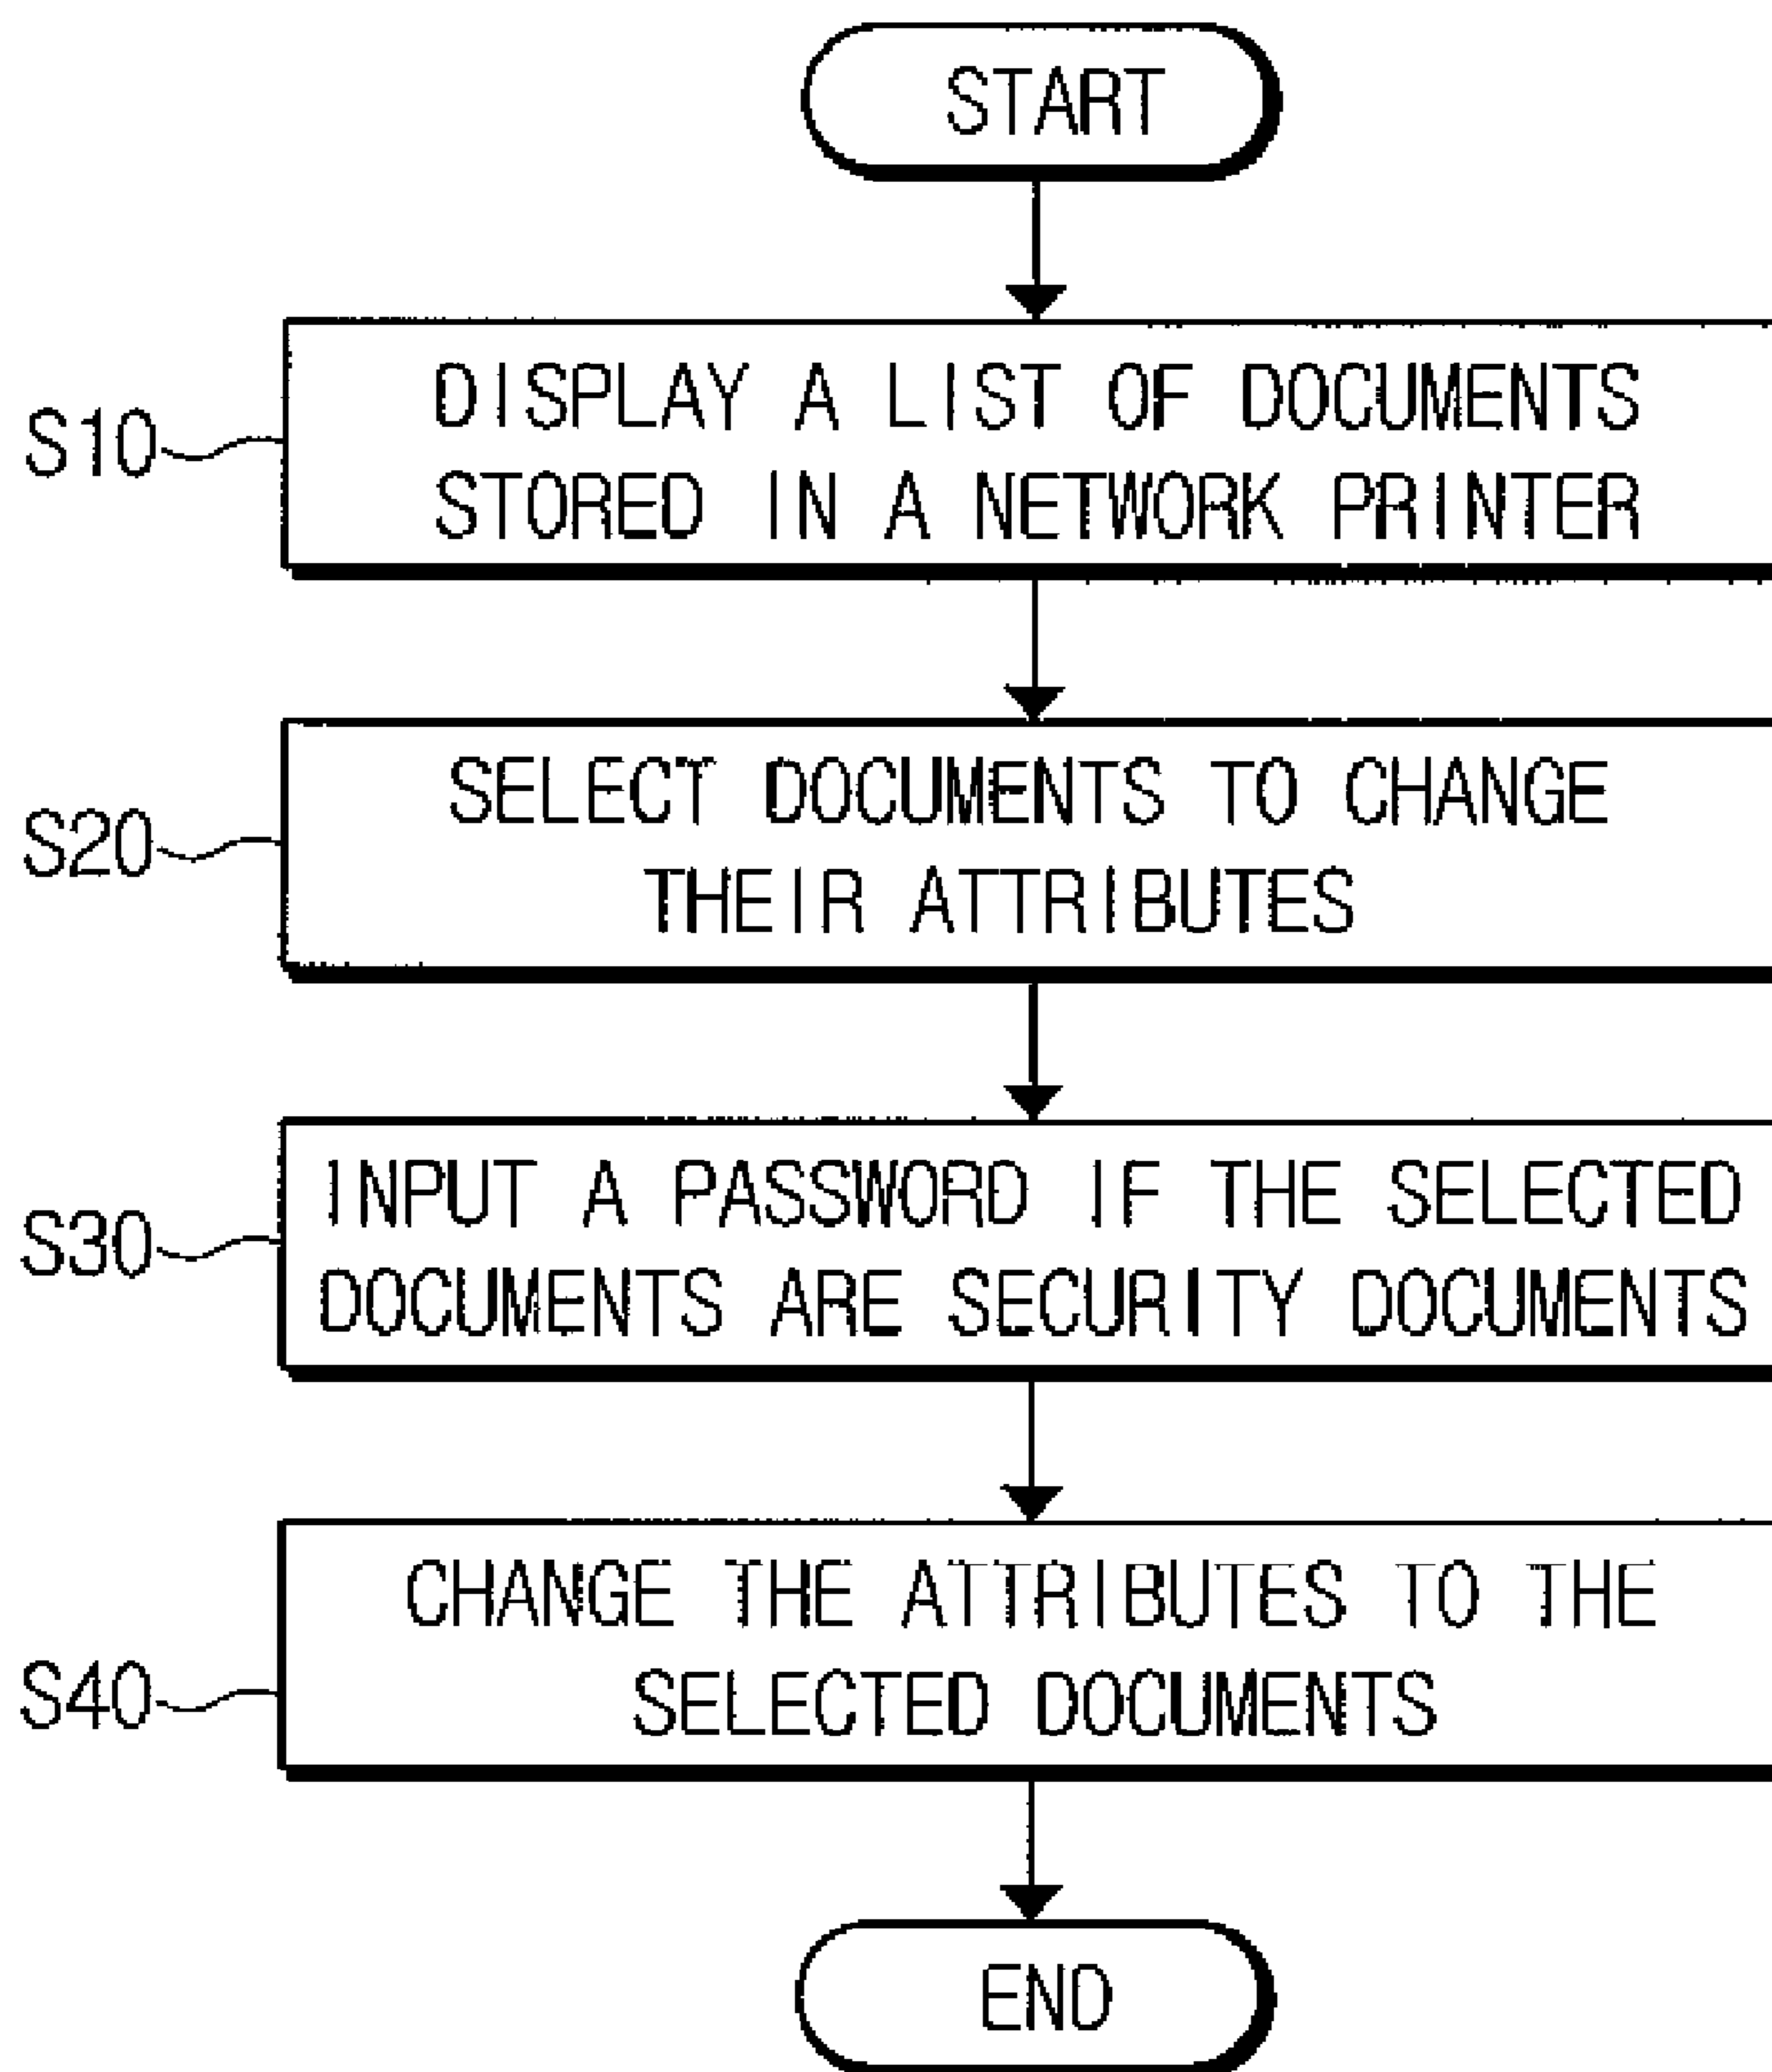 START
S10
DISPLAY A LIST OF DOCUMENTS
STORED IN A NETWORK PRINTER
S20
SELECT DOCUMENTS TO CHANGE
THEIR ATTRIBUTES
S30
INPUT A PASSWORD IF THE SELECTED
DOCUMENTS ARE SECURITY DOCUMENTS
S40
CHANGE THE ATTRIBUTES TO THE
SELECTED DOCUMENTS
END